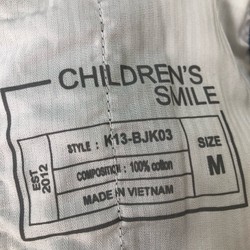 CHILDREN'S
SMILE
EST
2012
STYLE : K13-BJK03
COMPOSITION : 100% cotton
MADE IN VIETNAM
SIZE
M